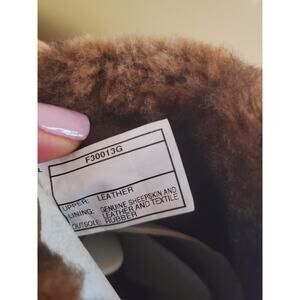 F30013G
UPPER: LEATHER
LINING: GENUINE SHEEPSKIN AND
LEATHER AND TEXTILE
OUTSOLE: RUBBER